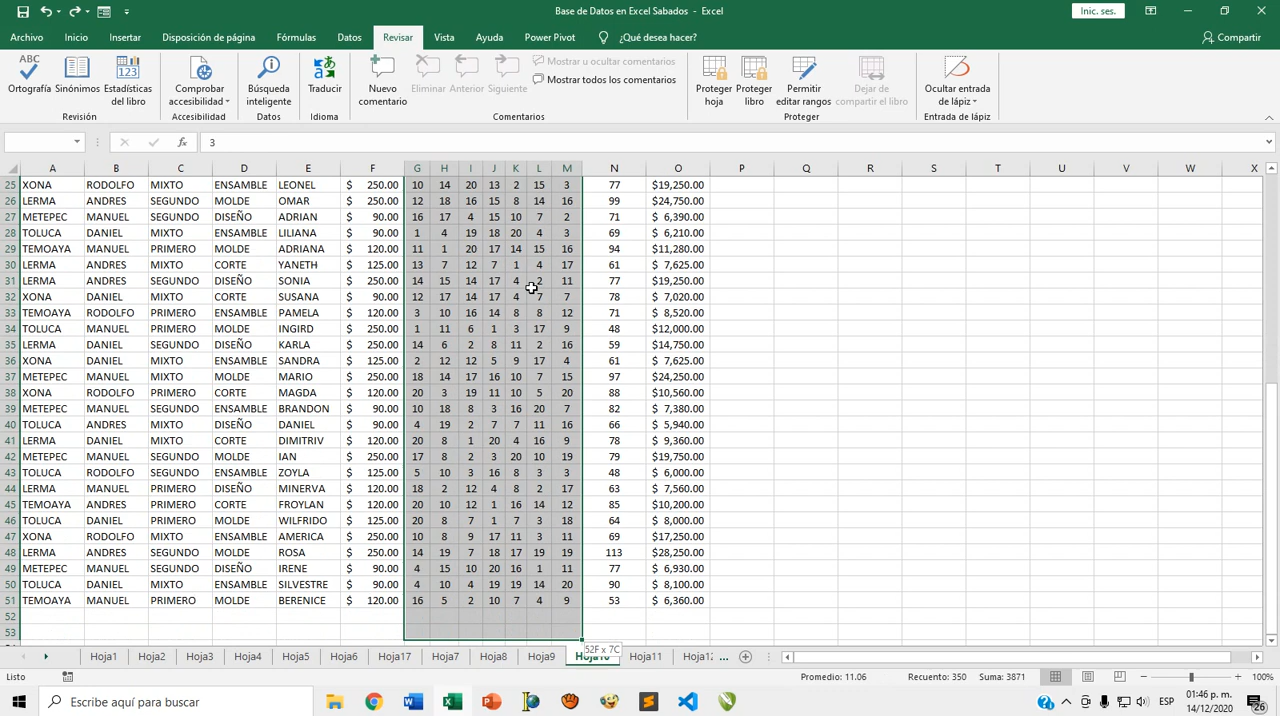 Base de Datos en Excel Sabados - Excel
Inic. ses.
Archivo Inicio Insertar Disposición de página Fórmulas Datos Revisar Vista Ayuda Power Pivot ¿Qué desea hacer? Compartir
ABC
Ortografía Sinónimos Estadísticas del libro
Revisión
Comprobar accesibilidad
Accesibilidad
Búsqueda inteligente
Datos
Traducir
Idioma
Nuevo comentario Eliminar Anterior Siguiente
Mostrar u ocultar comentarios
Mostrar todos los comentarios
Comentarios
Proteger hoja Proteger libro Permitir editar rangos Dejar de compartir el libro
Proteger
Ocultar entrada de lápiz
Entrada de lápiz
fx 3
A B C D E F G H I J K L M N O P Q R S T U V W X
25 XONA RODOLFO MIXTO ENSAMBLE LEONEL $ 250.00 10 14 20 13 2 15 3 77 $19,250.00
26 LERMA ANDRES SEGUNDO MOLDE OMAR $ 250.00 12 18 16 15 8 14 16 99 $24,750.00
27 METEPEC MANUEL SEGUNDO DISEÑO ADRIAN $ 90.00 16 17 4 15 10 7 2 71 $ 6,390.00
28 TOLUCA DANIEL MIXTO ENSAMBLE LILIANA $ 90.00 1 4 19 18 20 4 3 69 $ 6,210.00
29 TEMOAYA MANUEL PRIMERO MOLDE ADRIANA $ 120.00 11 1 20 17 14 15 16 94 $11,280.00
30 LERMA ANDRES MIXTO CORTE YANETH $ 125.00 13 7 12 7 1 4 17 61 $ 7,625.00
31 LERMA ANDRES SEGUNDO DISEÑO SONIA $ 250.00 14 15 14 17 4 2 11 77 $19,250.00
32 XONA DANIEL MIXTO CORTE SUSANA $ 90.00 12 17 14 17 4 7 7 78 $ 7,020.00
33 TEMOAYA RODOLFO PRIMERO ENSAMBLE PAMELA $ 120.00 3 10 16 14 8 8 12 71 $ 8,520.00
34 TOLUCA MANUEL PRIMERO MOLDE INGIRD $ 250.00 1 11 6 1 3 17 9 48 $12,000.00
35 LERMA DANIEL SEGUNDO DISEÑO KARLA $ 250.00 14 6 2 8 11 2 16 59 $14,750.00
36 XONA DANIEL MIXTO ENSAMBLE SANDRA $ 125.00 2 12 12 5 9 17 4 61 $ 7,625.00
37 METEPEC MANUEL MIXTO MOLDE MARIO $ 250.00 18 14 17 16 10 7 15 97 $24,250.00
38 XONA RODOLFO PRIMERO CORTE MAGDA $ 120.00 20 3 19 11 10 5 20 88 $10,560.00
39 METEPEC MANUEL SEGUNDO ENSAMBLE BRANDON $ 90.00 10 18 8 3 16 20 7 82 $ 7,380.00
40 TOLUCA ANDRES MIXTO DISEÑO DANIEL $ 90.00 4 19 2 7 7 11 16 66 $ 5,940.00
41 LERMA DANIEL MIXTO CORTE DIMITRIV $ 120.00 20 8 1 20 4 16 9 78 $ 9,360.00
42 METEPEC MANUEL SEGUNDO MOLDE IAN $ 250.00 17 8 2 3 20 10 19 79 $19,750.00
43 TOLUCA RODOLFO SEGUNDO ENSAMBLE ZOYLA $ 125.00 5 10 3 16 8 3 3 48 $ 6,000.00
44 LERMA MANUEL PRIMERO DISEÑO MINERVA $ 120.00 18 2 12 4 8 2 17 63 $ 7,560.00
45 TEMOAYA ANDRES PRIMERO CORTE FROYLAN $ 120.00 20 10 12 1 16 14 12 85 $10,200.00
46 TOLUCA DANIEL PRIMERO MOLDE WILFRIDO $ 125.00 20 8 7 1 7 3 18 64 $ 8,000.00
47 XONA RODOLFO MIXTO ENSAMBLE AMERICA $ 250.00 10 8 9 17 11 3 11 69 $17,250.00
48 LERMA ANDRES SEGUNDO MOLDE ROSA $ 250.00 14 19 7 18 17 19 19 113 $28,250.00
49 METEPEC MANUEL SEGUNDO DISEÑO IRENE $ 90.00 4 15 10 20 16 1 11 77 $ 6,930.00
50 TOLUCA DANIEL MIXTO ENSAMBLE SILVESTRE $ 90.00 4 10 4 19 19 14 20 90 $ 8,100.00
51 TEMOAYA MANUEL PRIMERO MOLDE BERENICE $ 120.00 16 5 2 10 7 4 9 53 $ 6,360.00
52
53
52F x 7C
Hoja1 Hoja2 Hoja3 Hoja4 Hoja5 Hoja6 Hoja17 Hoja7 Hoja8 Hoja9 Hoja10 Hoja11 Hoja12 ...
Listo Promedio: 11.06 Recuento: 350 Suma: 3871 100%
Escribe aquí para buscar
ESP
01:46 p. m.
14/12/2020
26